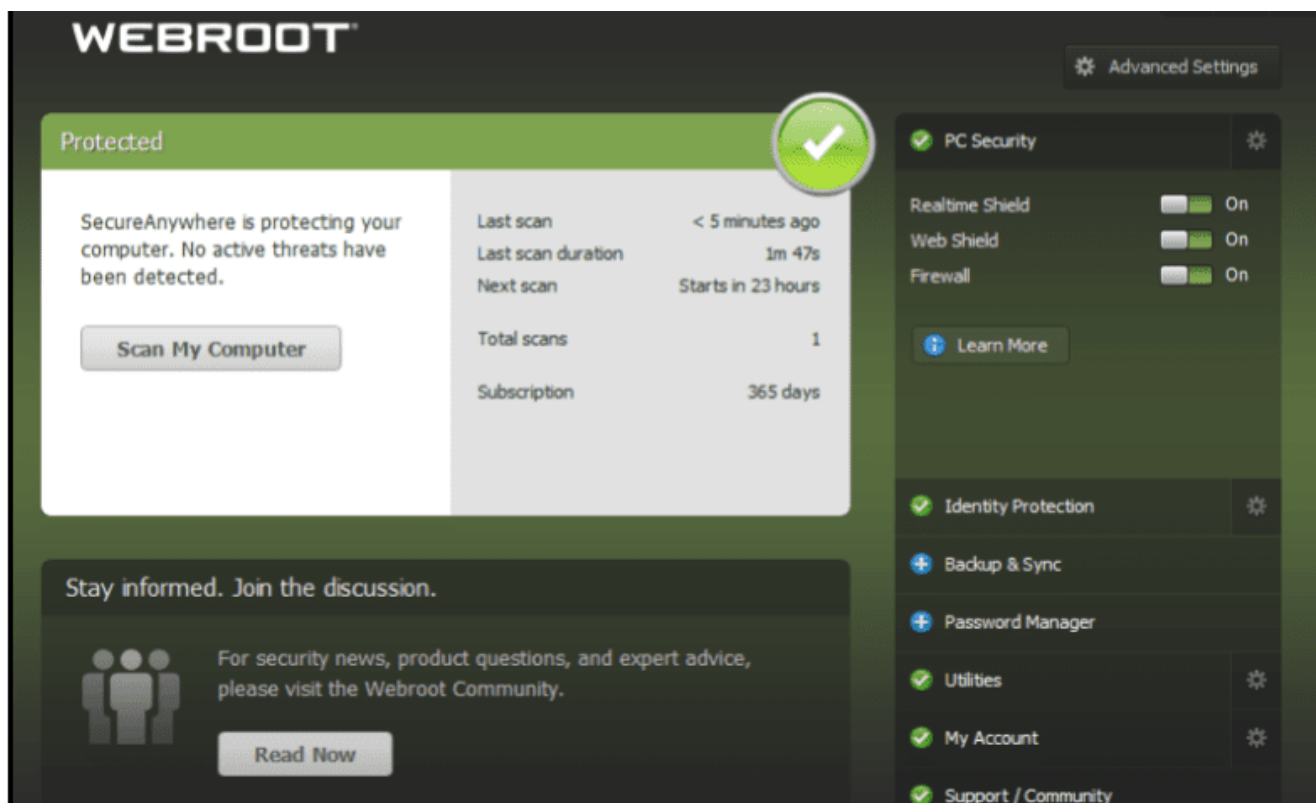 WEBROOT
Advanced Settings
Protected
SecureAnywhere is protecting your
computer. No active threats have
been detected.
Scan My Computer
Last scan < 5 minutes ago
Last scan duration 1m 47s
Next scan Starts in 23 hours
Total scans 1
Subscription 365 days
Stay informed. Join the discussion.
For security news, product questions, and expert advice,
please visit the Webroot Community.
Read Now
PC Security
Realtime Shield On
Web Shield On
Firewall On
Learn More
Identity Protection
Backup & Sync
Password Manager
Utilities
My Account
Support / Community